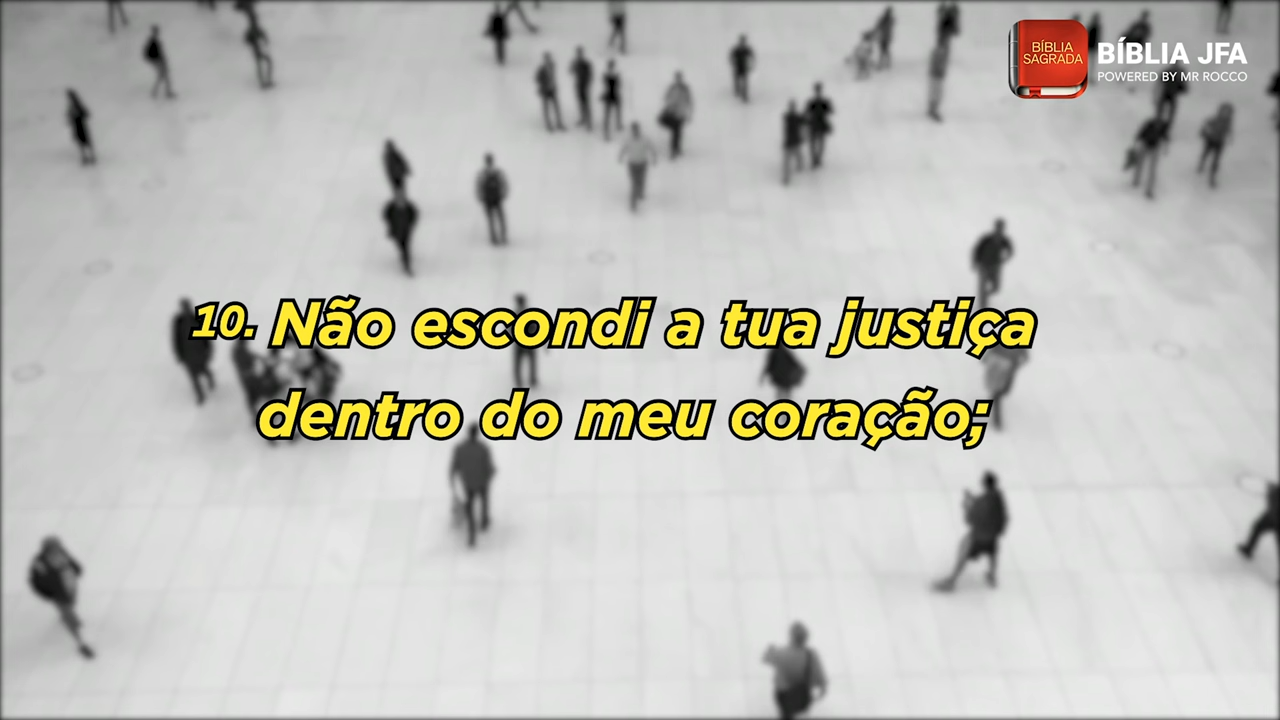 BÍBLIA
SAGRADA
BÍBLIA JFA
POWERED BY MR ROCCO
10. Não escondi a tua justiça
dentro do meu coração;